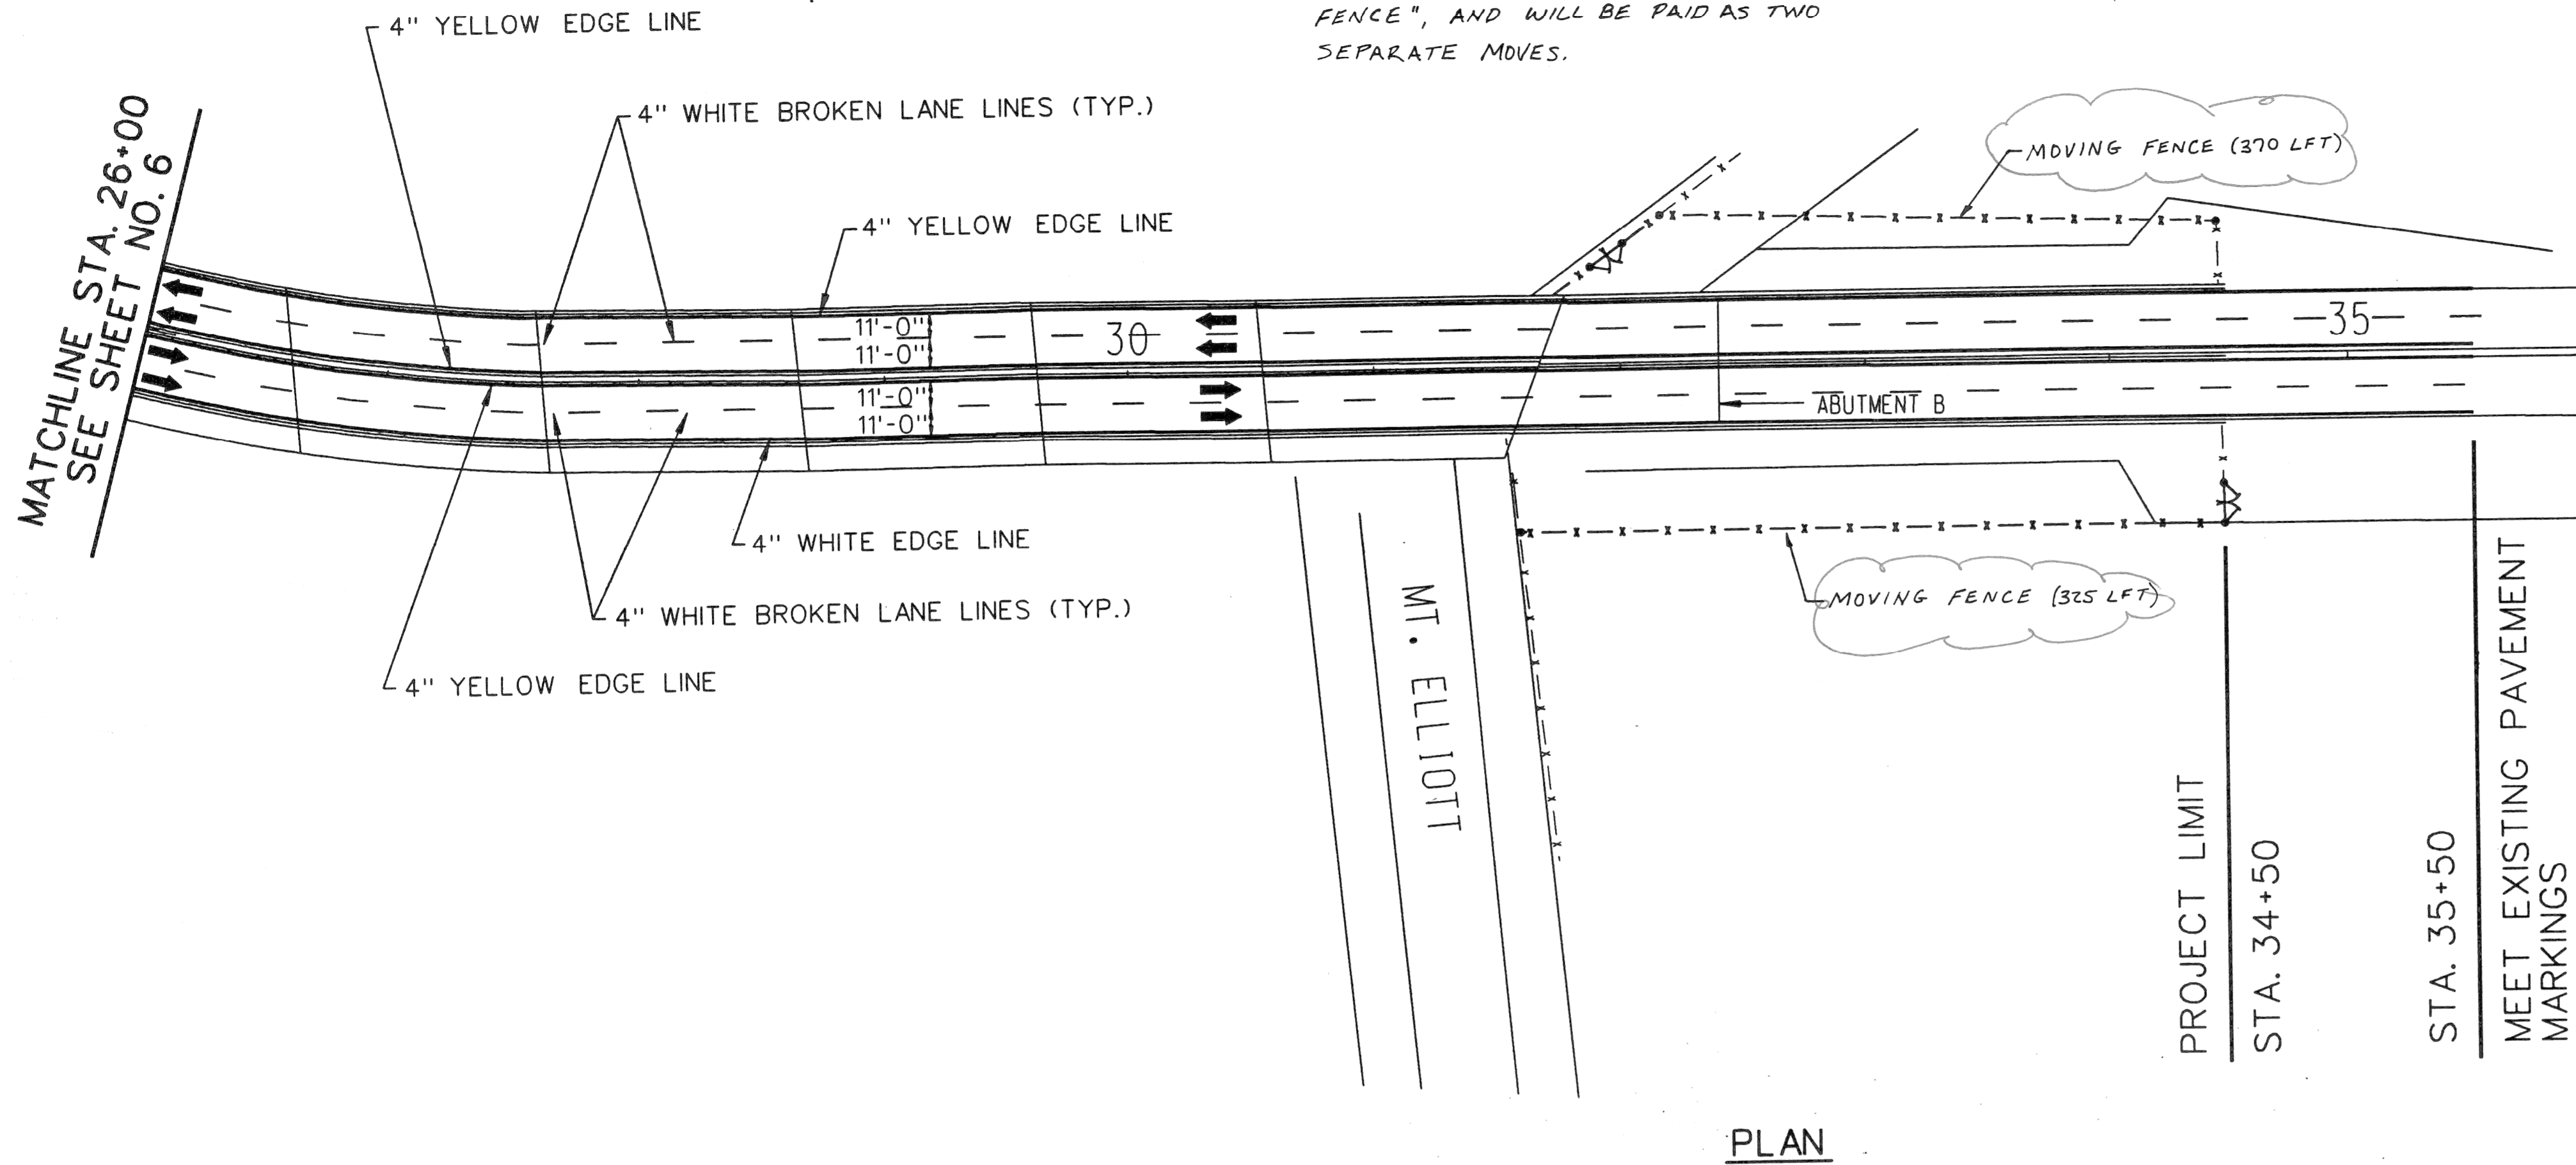 FENCE", AND WILL BE PAID AS TWO
SEPARATE MOVES.
4" YELLOW EDGE LINE
4" WHITE BROKEN LANE LINES (TYP.)
MATCHLINE STA. 26+00
SEE SHEET NO. 6
4" YELLOW EDGE LINE
MOVING FENCE (370 LFT)
11'-0"
11'-0"
30
35
11'-0"
11'-0"
ABUTMENT B
4" WHITE EDGE LINE
4" WHITE BROKEN LANE LINES (TYP.)
4" YELLOW EDGE LINE
MOVING FENCE (325 LFT)
MT. ELLIOTT
PROJECT LIMIT
STA. 34+50
STA. 35+50
MEET EXISTING PAVEMENT
MARKINGS
PLAN